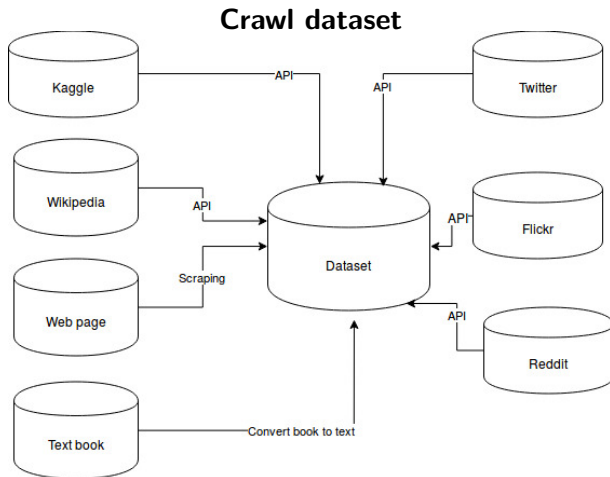 Crawl dataset
Kaggle
API
API
Twitter
Wikipedia
API
API
Flickr
Dataset
Scraping
Web page
API
Reddit
Text book
Convert book to text